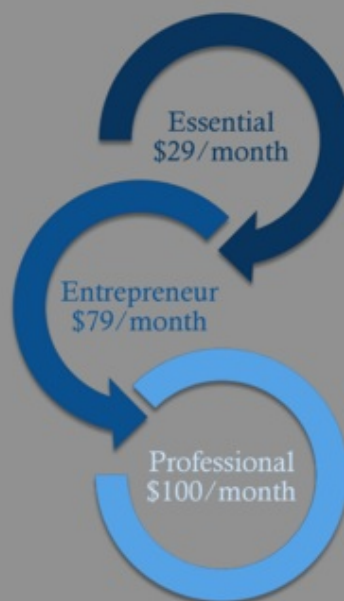 Essential
$29/month
Entrepreneur
$79/month
Professional
$100/month